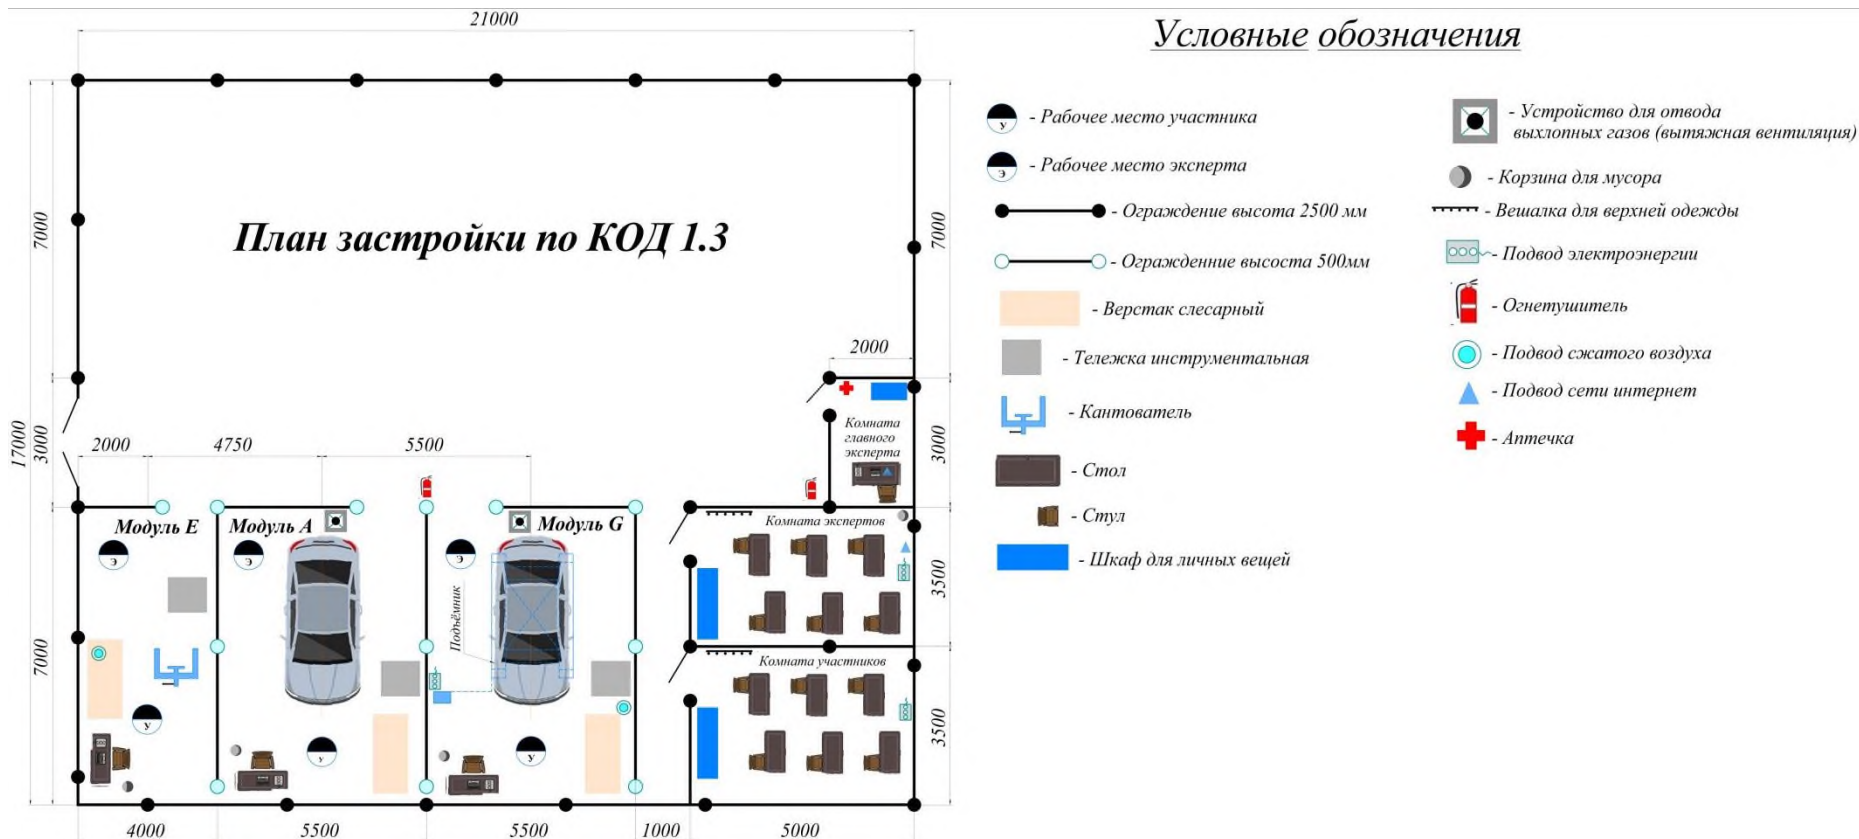 21000
Условные обозначения
У - Рабочее место участника
Э - Рабочее место эксперта
- Ограждение высота 2500 мм
- Огражденние высоста 500мм
- Верстак слесарный
- Тележка инструментальная
- Кантователь
- Стол
- Стул
- Шкаф для личных вещей
- Устройство для отвода
выхлопных газов (вытяжная вентиляция)
- Корзина для мусора
- Вешалка для верхней одежды
- Подвод электроэнергии
- Огнетушитель
- Подвод сжатого воздуха
- Подвод сети интернет
- Аптечка
7000
План застройки по КОД 1.3
7000
2000
17000
3000
2000
4750
5500
Комната
главного
эксперта
3000
Модуль E
Модуль A
Модуль G
Комната экспертов
Э
Э
Э
3500
Подъёмник
7000
Комната участников
У
У
У
3500
4000
5500
5500
1000
5000